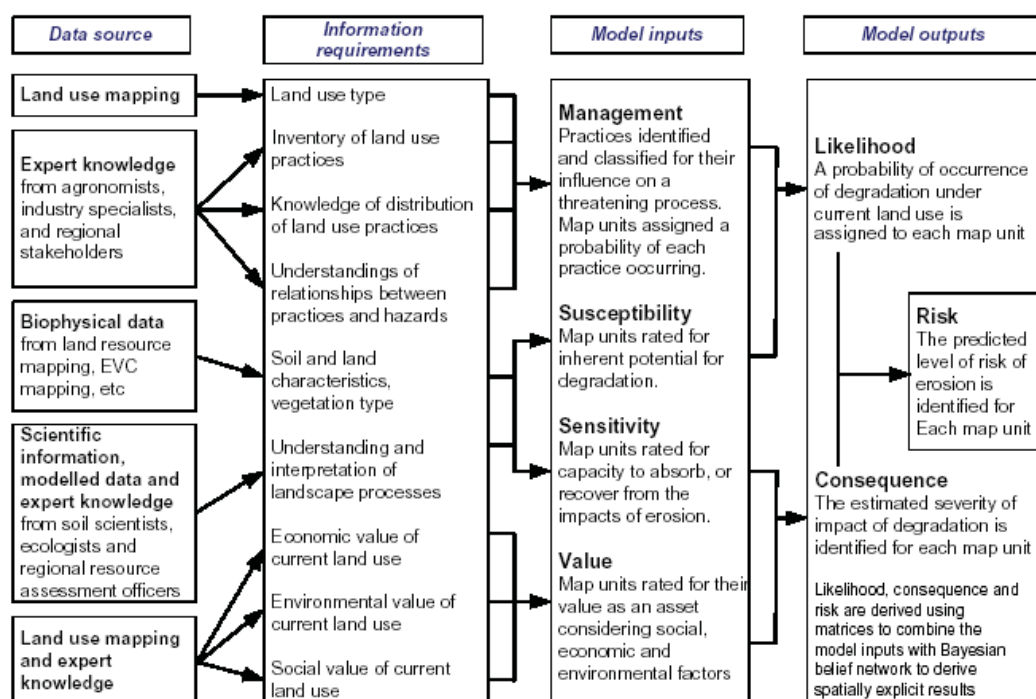 Data source
Information
requirements
Model inputs
Model outputs
Land use mapping
Expert knowledge
from agronomists,
industry specialists,
and regional
stakeholders
Biophysical data
from land resource
mapping, EVC
mapping, etc
Scientific
information,
modelled data and
expert knowledge
from soil scientists,
ecologists and
regional resource
assessment officers
Land use mapping
and expert
knowledge
Land use type
Inventory of land use
practices
Knowledge of distribution
of land use practices
Understandings of
relationships between
practices and hazards
Soil and land
characteristics,
vegetation type
Understanding and
interpretation of
landscape processes
Economic value of
current land use
Environmental value of
current land use
Social value of current
land use
Management
Practices identified
and classified for their
influence on a
threatening process.
Map units assigned a
probability of each
practice occurring.
Susceptibility
Map units rated for
inherent potential for
degradation.
Sensitivity
Map units rated for
capacity to absorb, or
recover from the
impacts of erosion.
Value
Map units rated for their
value as an asset
considering social,
economic and
environmental factors
Likelihood
A probability of occurrence
of degradation under
current land use is
assigned to each map unit
Risk
The predicted
level of risk of
erosion is
identified for
Each map unit
Consequence
The estimated severity of
impact of degradation is
identified for each map unit
Likelihood, consequence and
risk are derived using
matrices to combine the
model inputs with Bayesian
belief network to derive
spatially explicit results